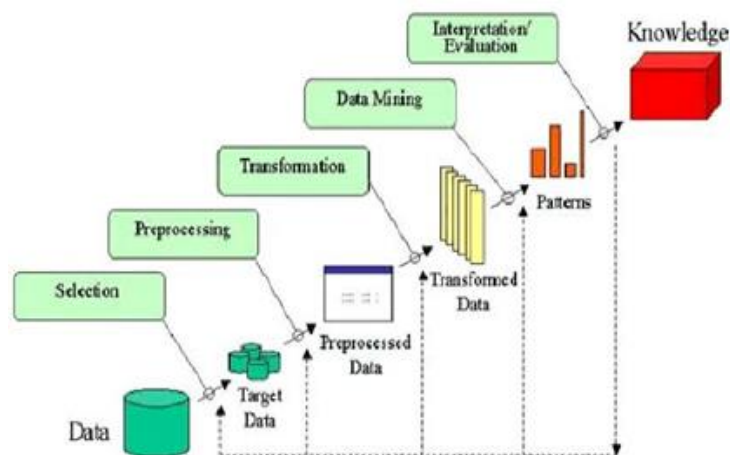 Interpretation/
Evaluation
Knowledge
Data Mining
Transformation
Patterns
Preprocessing
Transformed
Data
Selection
Preprocessed
Data
Target
Data
Data